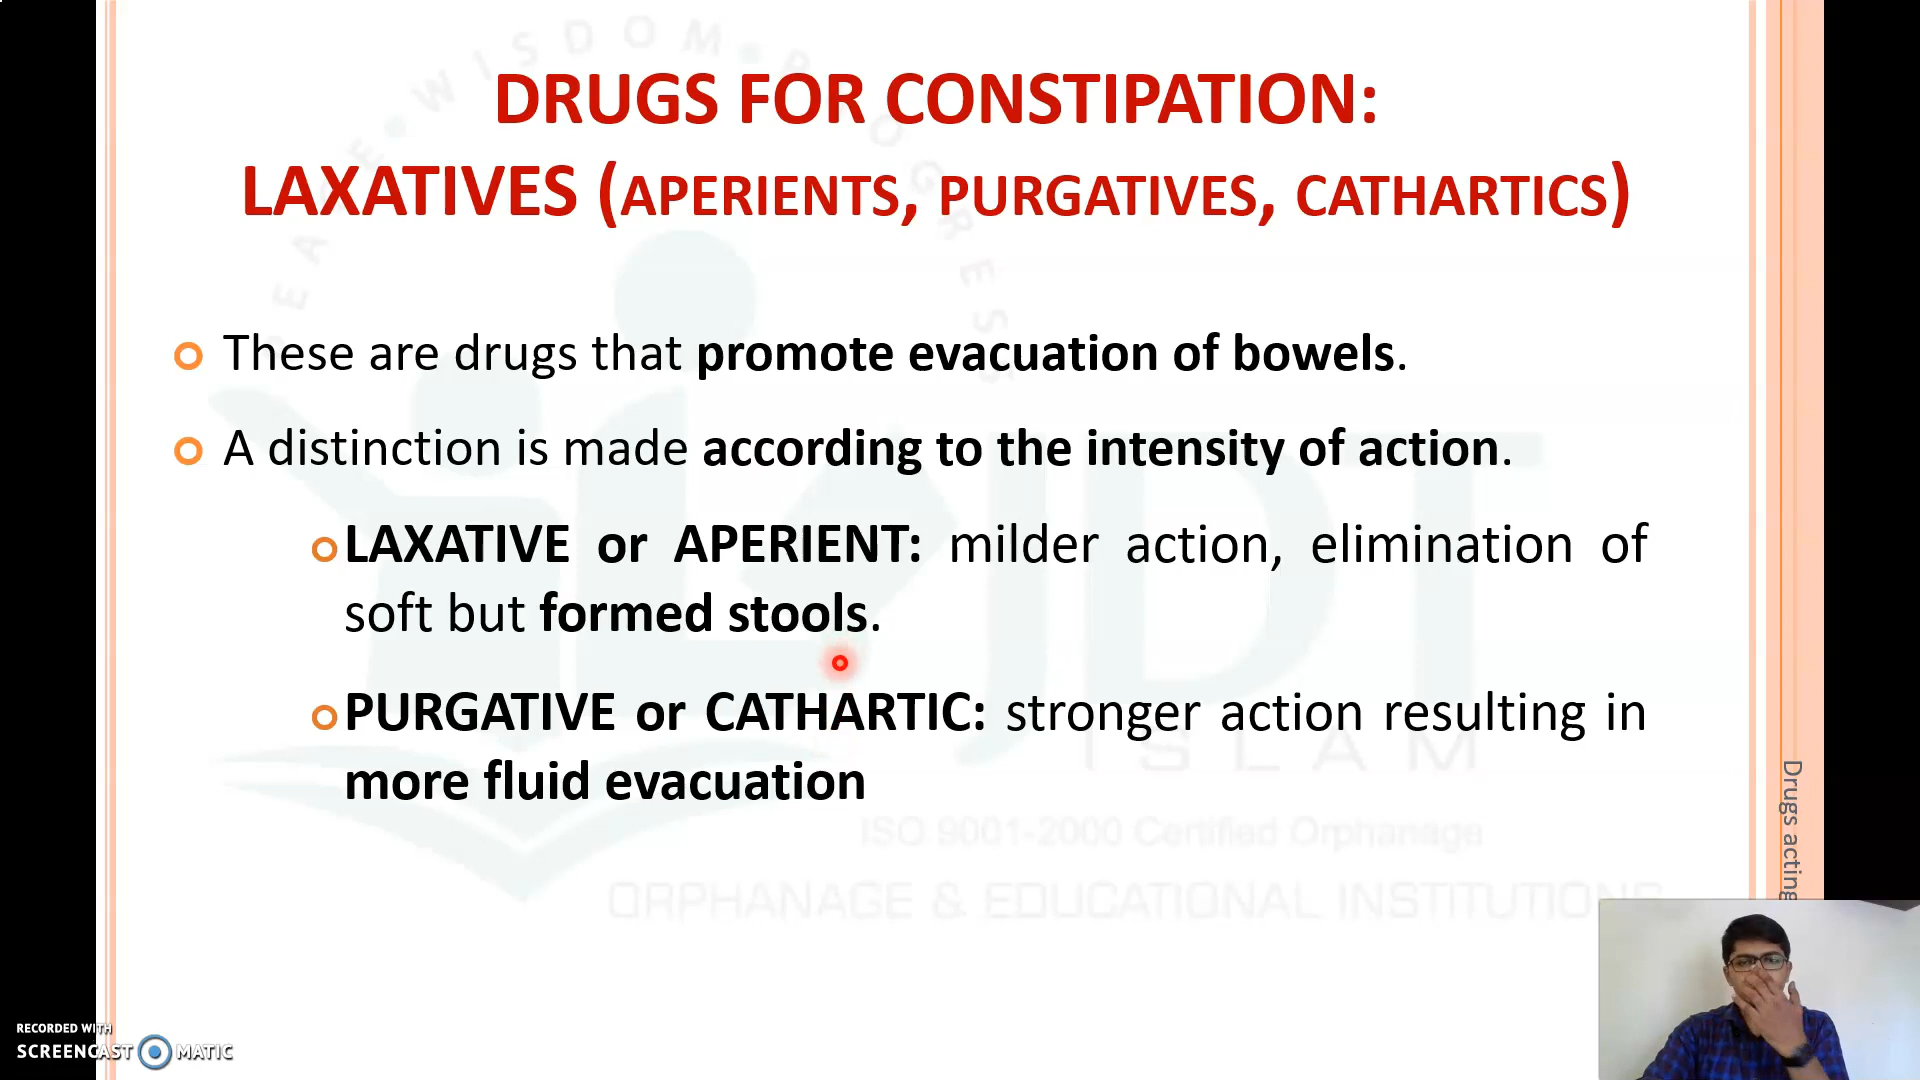 DRUGS FOR CONSTIPATION:
LAXATIVES (APERIENTS, PURGATIVES, CATHARTICS)
These are drugs that promote evacuation of bowels.
A distinction is made according to the intensity of action.
LAXATIVE or APERIENT: milder action, elimination of
soft but formed stools.
PURGATIVE or CATHARTIC: stronger action resulting in
more fluid evacuation
WISDOM • PROGRESS
JDT
ISLAM
ISO 9001-2000 Certified Orphanage
ORPHANAGE & EDUCATIONAL INSTITUTIONS
Drugs acting
RECORDED WITH
SCREENCAST MATIC